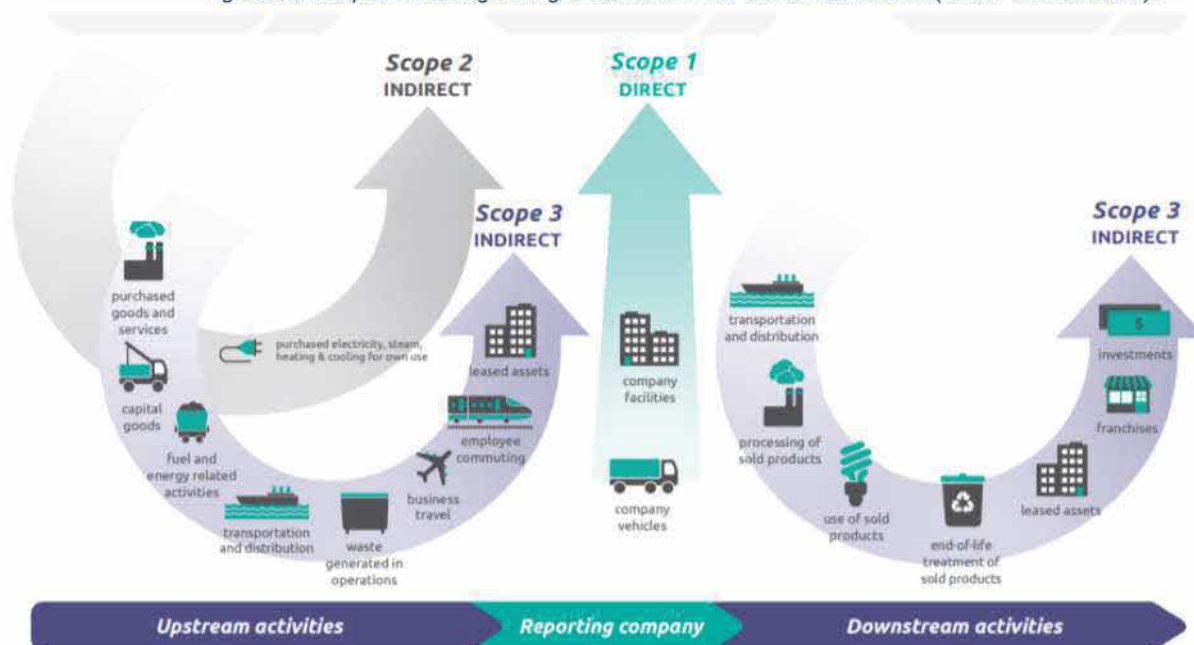 Scope 2
INDIRECT
Scope 1
DIRECT
Scope 3
INDIRECT
Scope 3
INDIRECT
purchased
goods and
services
capital
goods
fuel and
energy related
activities
purchased electricity, steam,
heating & cooling for own use
transportation
and distribution
waste
generated in
operations
business
travel
employee
commuting
leased assets
company
facilities
company
vehicles
transportation
and distribution
processing of
sold products
use of sold
products
end-of-life
treatment of
sold products
leased assets
franchises
$
investments
Upstream activities
Reporting company
Downstream activities